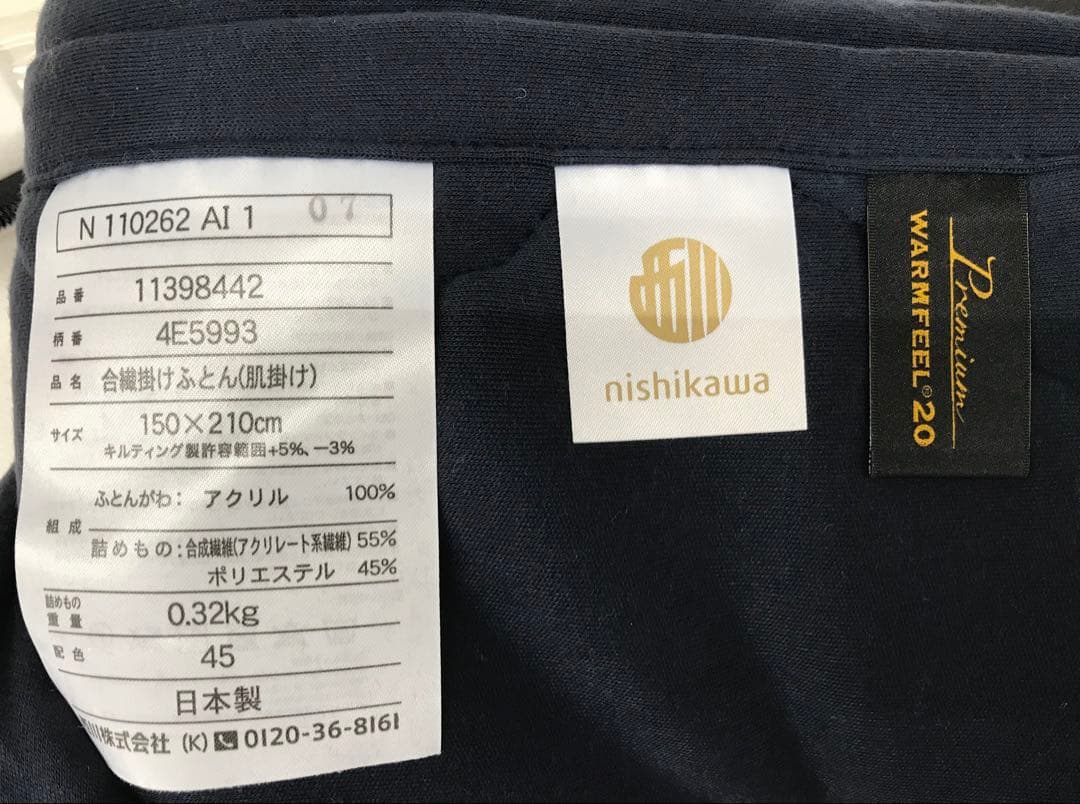 N 110262 AI 1 07
品番 11398442
柄番 4E5993
品名 合繊掛けふとん(肌掛け)
サイズ 150×210cm
キルティング製許容範囲+5%、－3%
組成 ふとんがわ: アクリル 100%
詰めもの:合成繊維(アクリレート系繊維) 55%
ポリエステル 45%
詰めもの重量 0.32kg
配色 45
日本製
川株式会社 (K) 0120-36-8161
西川
nishikawa
Premium
WARMFEEL®20